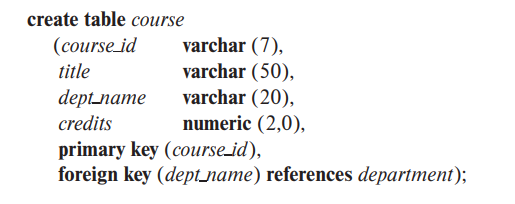 create table course
(course_id varchar (7),
title varchar (50),
dept_name varchar (20),
credits numeric (2,0),
primary key (course_id),
foreign key (dept_name) references department);